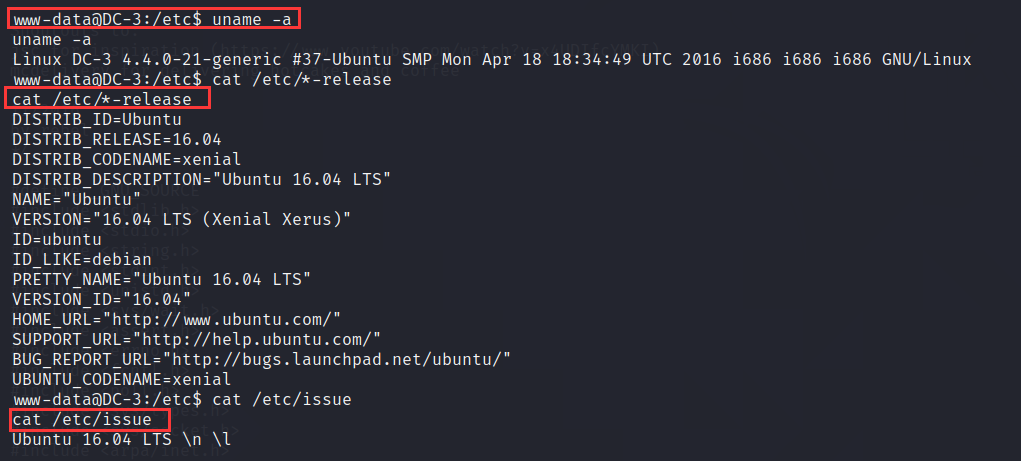 www-data@DC-3:/etc$ uname -a
uname -a
Linux DC-3 4.4.0-21-generic #37-Ubuntu SMP Mon Apr 18 18:34:49 UTC 2016 i686 i686 i686 GNU/Linux
www-data@DC-3:/etc$ cat /etc/*-release
cat /etc/*-release
DISTRIB_ID=Ubuntu
DISTRIB_RELEASE=16.04
DISTRIB_CODENAME=xenial
DISTRIB_DESCRIPTION="Ubuntu 16.04 LTS"
NAME="Ubuntu"
VERSION="16.04 LTS (Xenial Xerus)"
ID=ubuntu
ID_LIKE=debian
PRETTY_NAME="Ubuntu 16.04 LTS"
VERSION_ID="16.04"
HOME_URL="http://www.ubuntu.com/"
SUPPORT_URL="http://help.ubuntu.com/"
BUG_REPORT_URL="http://bugs.launchpad.net/ubuntu/"
UBUNTU_CODENAME=xenial
www-data@DC-3:/etc$ cat /etc/issue
cat /etc/issue
Ubuntu 16.04 LTS \n \l
#include <arpa/inet.h>